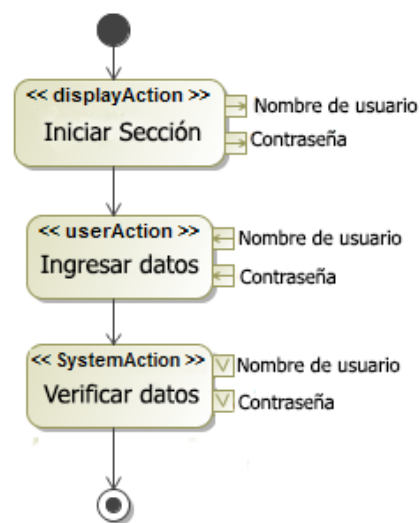 << displayAction >>
Iniciar Sección
Nombre de usuario
Contraseña
<< userAction >>
Ingresar datos
Nombre de usuario
Contraseña
<< SystemAction >>
Verificar datos
Nombre de usuario
Contraseña